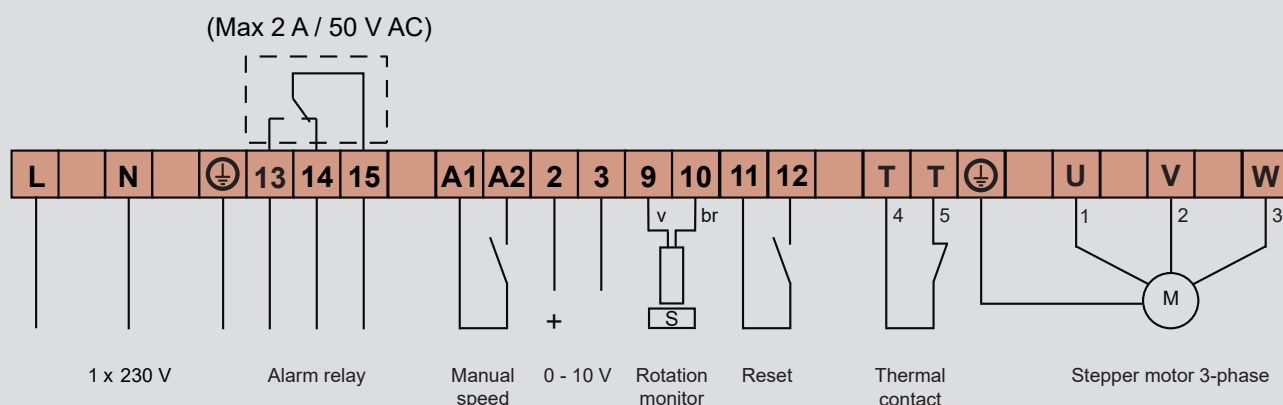 (Max 2 A / 50 V AC)
L N 13 14 15 A1 A2 2 3 9 10 11 12 T T U V W
v br 4 5 1 2 3
M
+ S
1 x 230 V Alarm relay Manual speed 0 - 10 V Rotation monitor Reset Thermal contact Stepper motor 3-phase